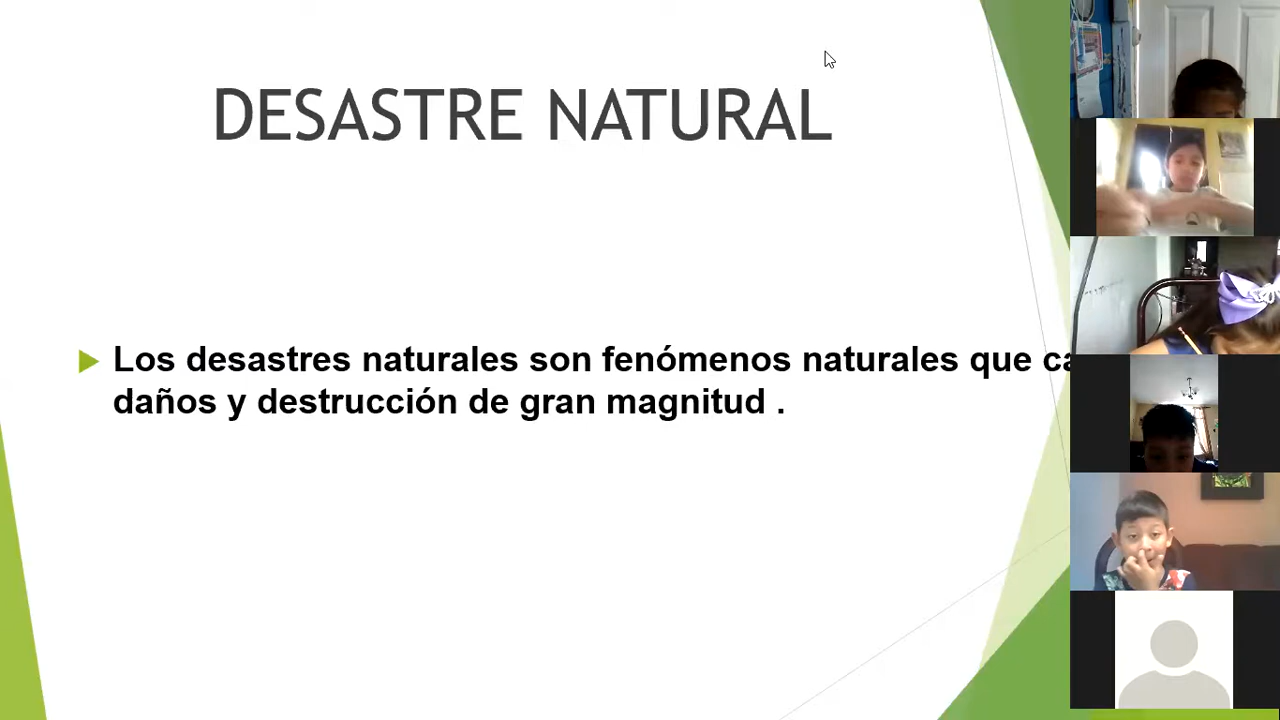 DESASTRE NATURAL
Los desastres naturales son fenómenos naturales que
daños y destrucción de gran magnitud .